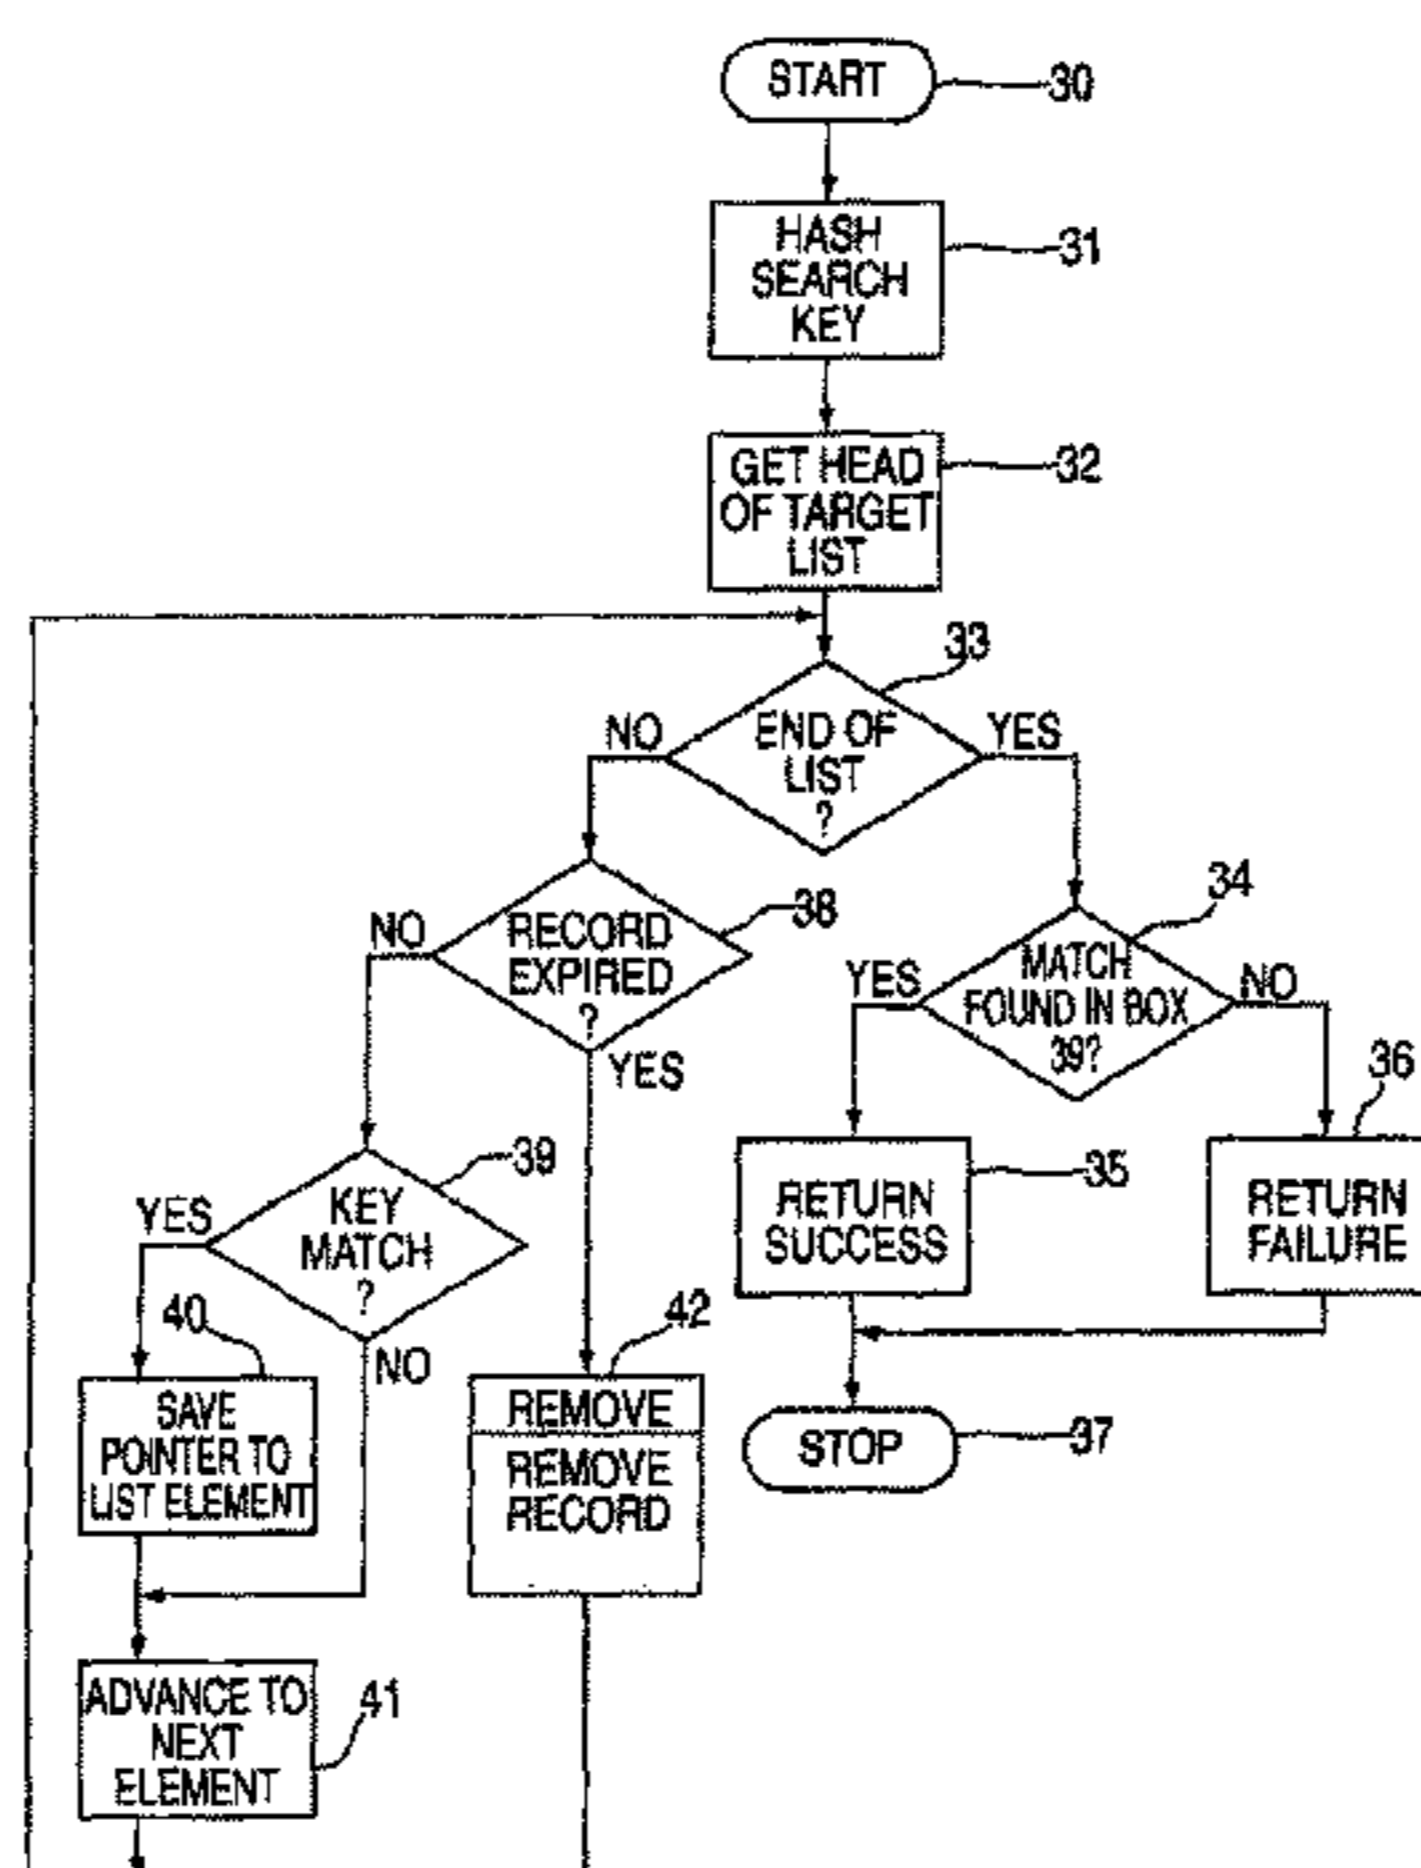 START
30
HASH
SEARCH
KEY
31
GET HEAD
OF TARGET
LIST
32
33
END OF
LIST
?
NO
YES
34
MATCH
FOUND IN BOX
39?
YES
NO
38
RECORD
EXPIRED
?
NO
YES
36
RETURN
FAILURE
35
RETURN
SUCCESS
39
KEY
MATCH
?
YES
NO
40
SAVE
POINTER TO
LIST ELEMENT
42
REMOVE
REMOVE
RECORD
STOP
37
ADVANCE TO
NEXT
ELEMENT
41